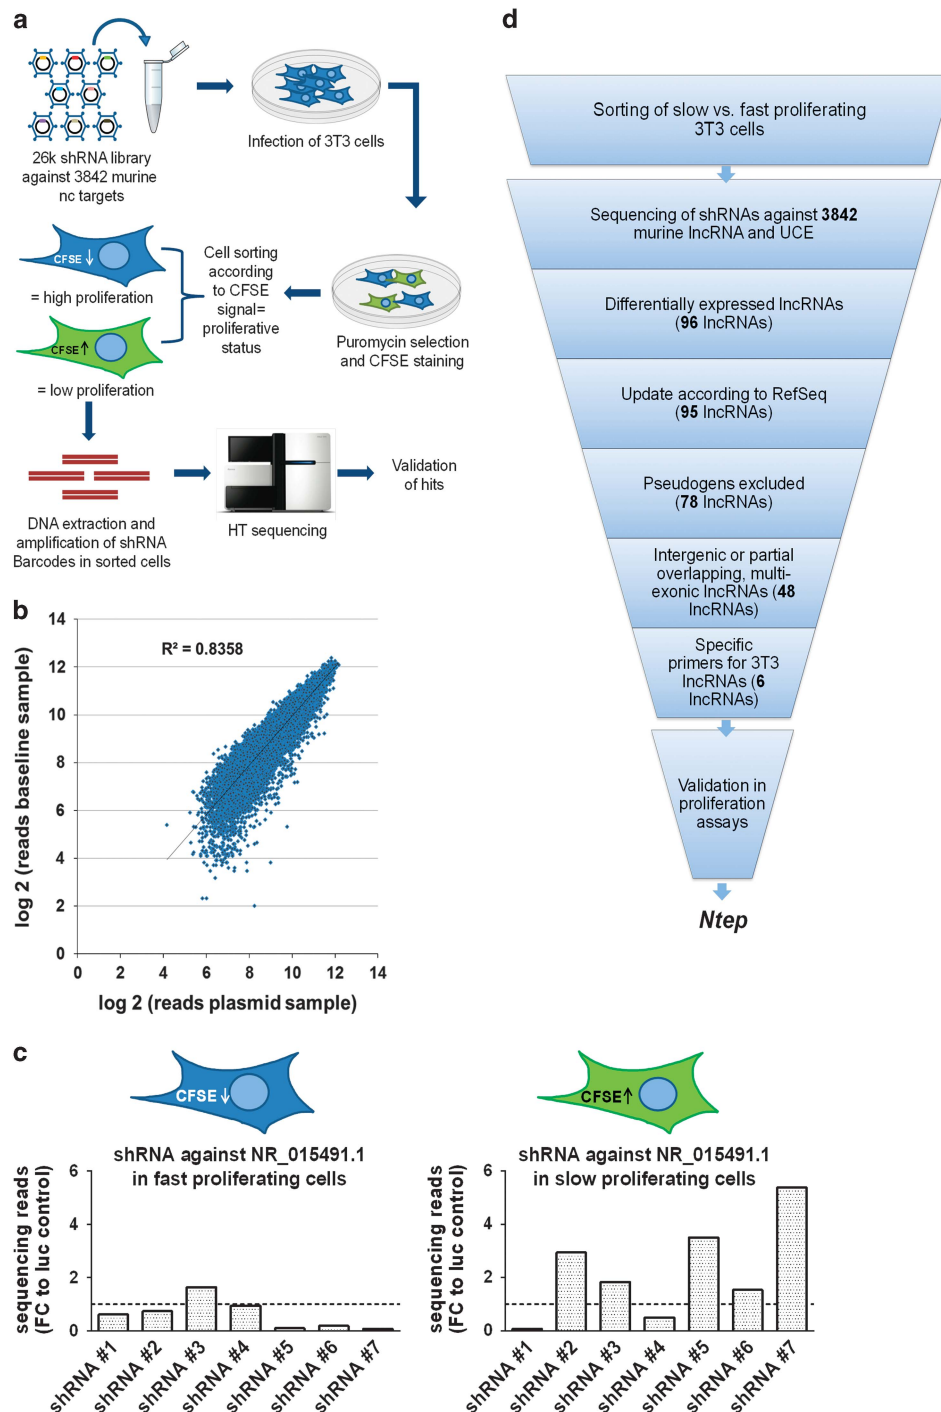 a
26k shRNA library
against 3842 murine
nc targets
Infection of 3T3 cells
CFSE ↓
= high proliferation
CFSE ↑
= low proliferation
Cell sorting
according
to CFSE
signal=
proliferative
status
Puromycin selection
and CFSE staining
DNA extraction and
amplification of shRNA
Barcodes in sorted cells
HT sequencing
Validation
of hits
b
R² = 0.8358
log 2 (reads baseline sample)
14
12
10
8
6
4
2
0
0 2 4 6 8 10 12 14
log 2 (reads plasmid sample)
c
CFSE ↓
shRNA against NR_015491.1
in fast proliferating cells
sequencing reads
(FC to luc control)
6
4
2
0
shRNA #1
shRNA #2
shRNA #3
shRNA #4
shRNA #5
shRNA #6
shRNA #7
CFSE ↑
shRNA against NR_015491.1
in slow proliferating cells
sequencing reads
(FC to luc control)
6
4
2
0
shRNA #1
shRNA #2
shRNA #3
shRNA #4
shRNA #5
shRNA #6
shRNA #7
d
Sorting of slow vs. fast proliferating
3T3 cells
Sequencing of shRNAs against 3842
murine lncRNA and UCE
Differentially expressed lncRNAs
(96 lncRNAs)
Update according to RefSeq
(95 lncRNAs)
Pseudogens excluded
(78 lncRNAs)
Intergenic or partial
overlapping, multi-
exonic lncRNAs (48
lncRNAs)
Specific
primers for 3T3
lncRNAs (6
lncRNAs)
Validation in
proliferation
assays
Ntep